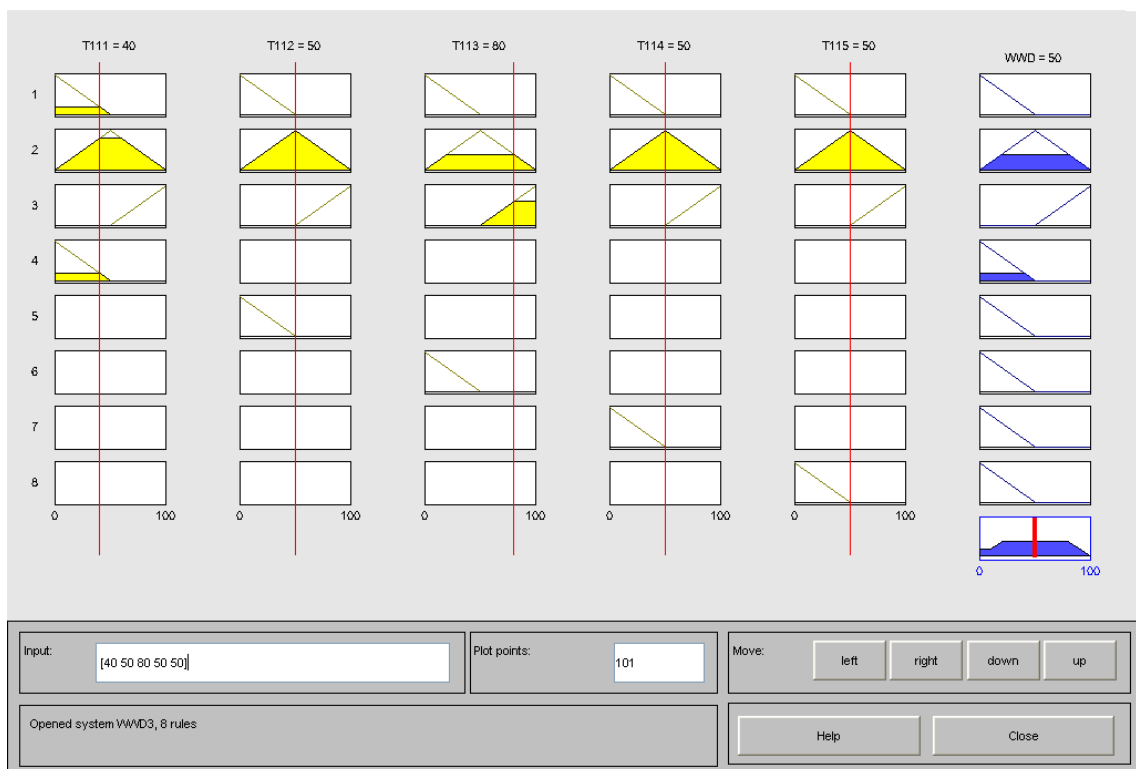 T111 = 40 T112 = 50 T113 = 80 T114 = 50 T115 = 50 WWD = 50
1
2
3
4
5
6
7
8
0 100 0 100 0 100 0 100 0 100
0 100
Input: [40 50 80 50 50] Plot points: 101 Move: left right down up
Opened system WWD3, 8 rules
Help Close